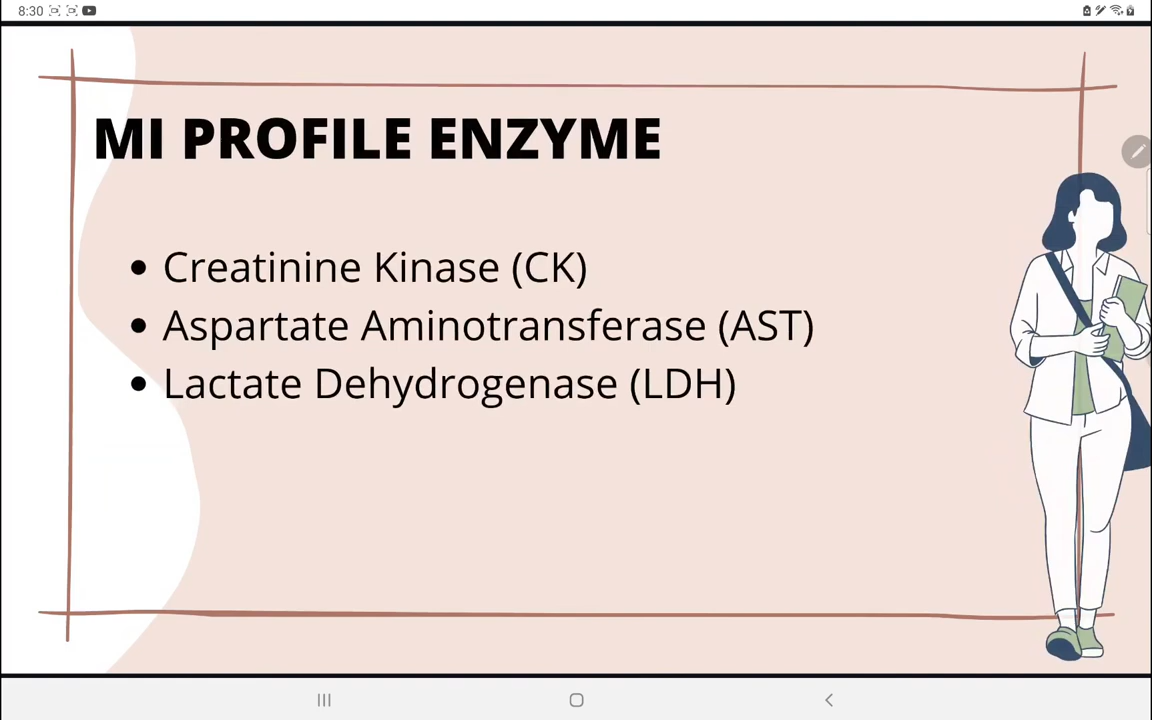 8:30
MI PROFILE ENZYME
• Creatinine Kinase (CK)
• Aspartate Aminotransferase (AST)
• Lactate Dehydrogenase (LDH)